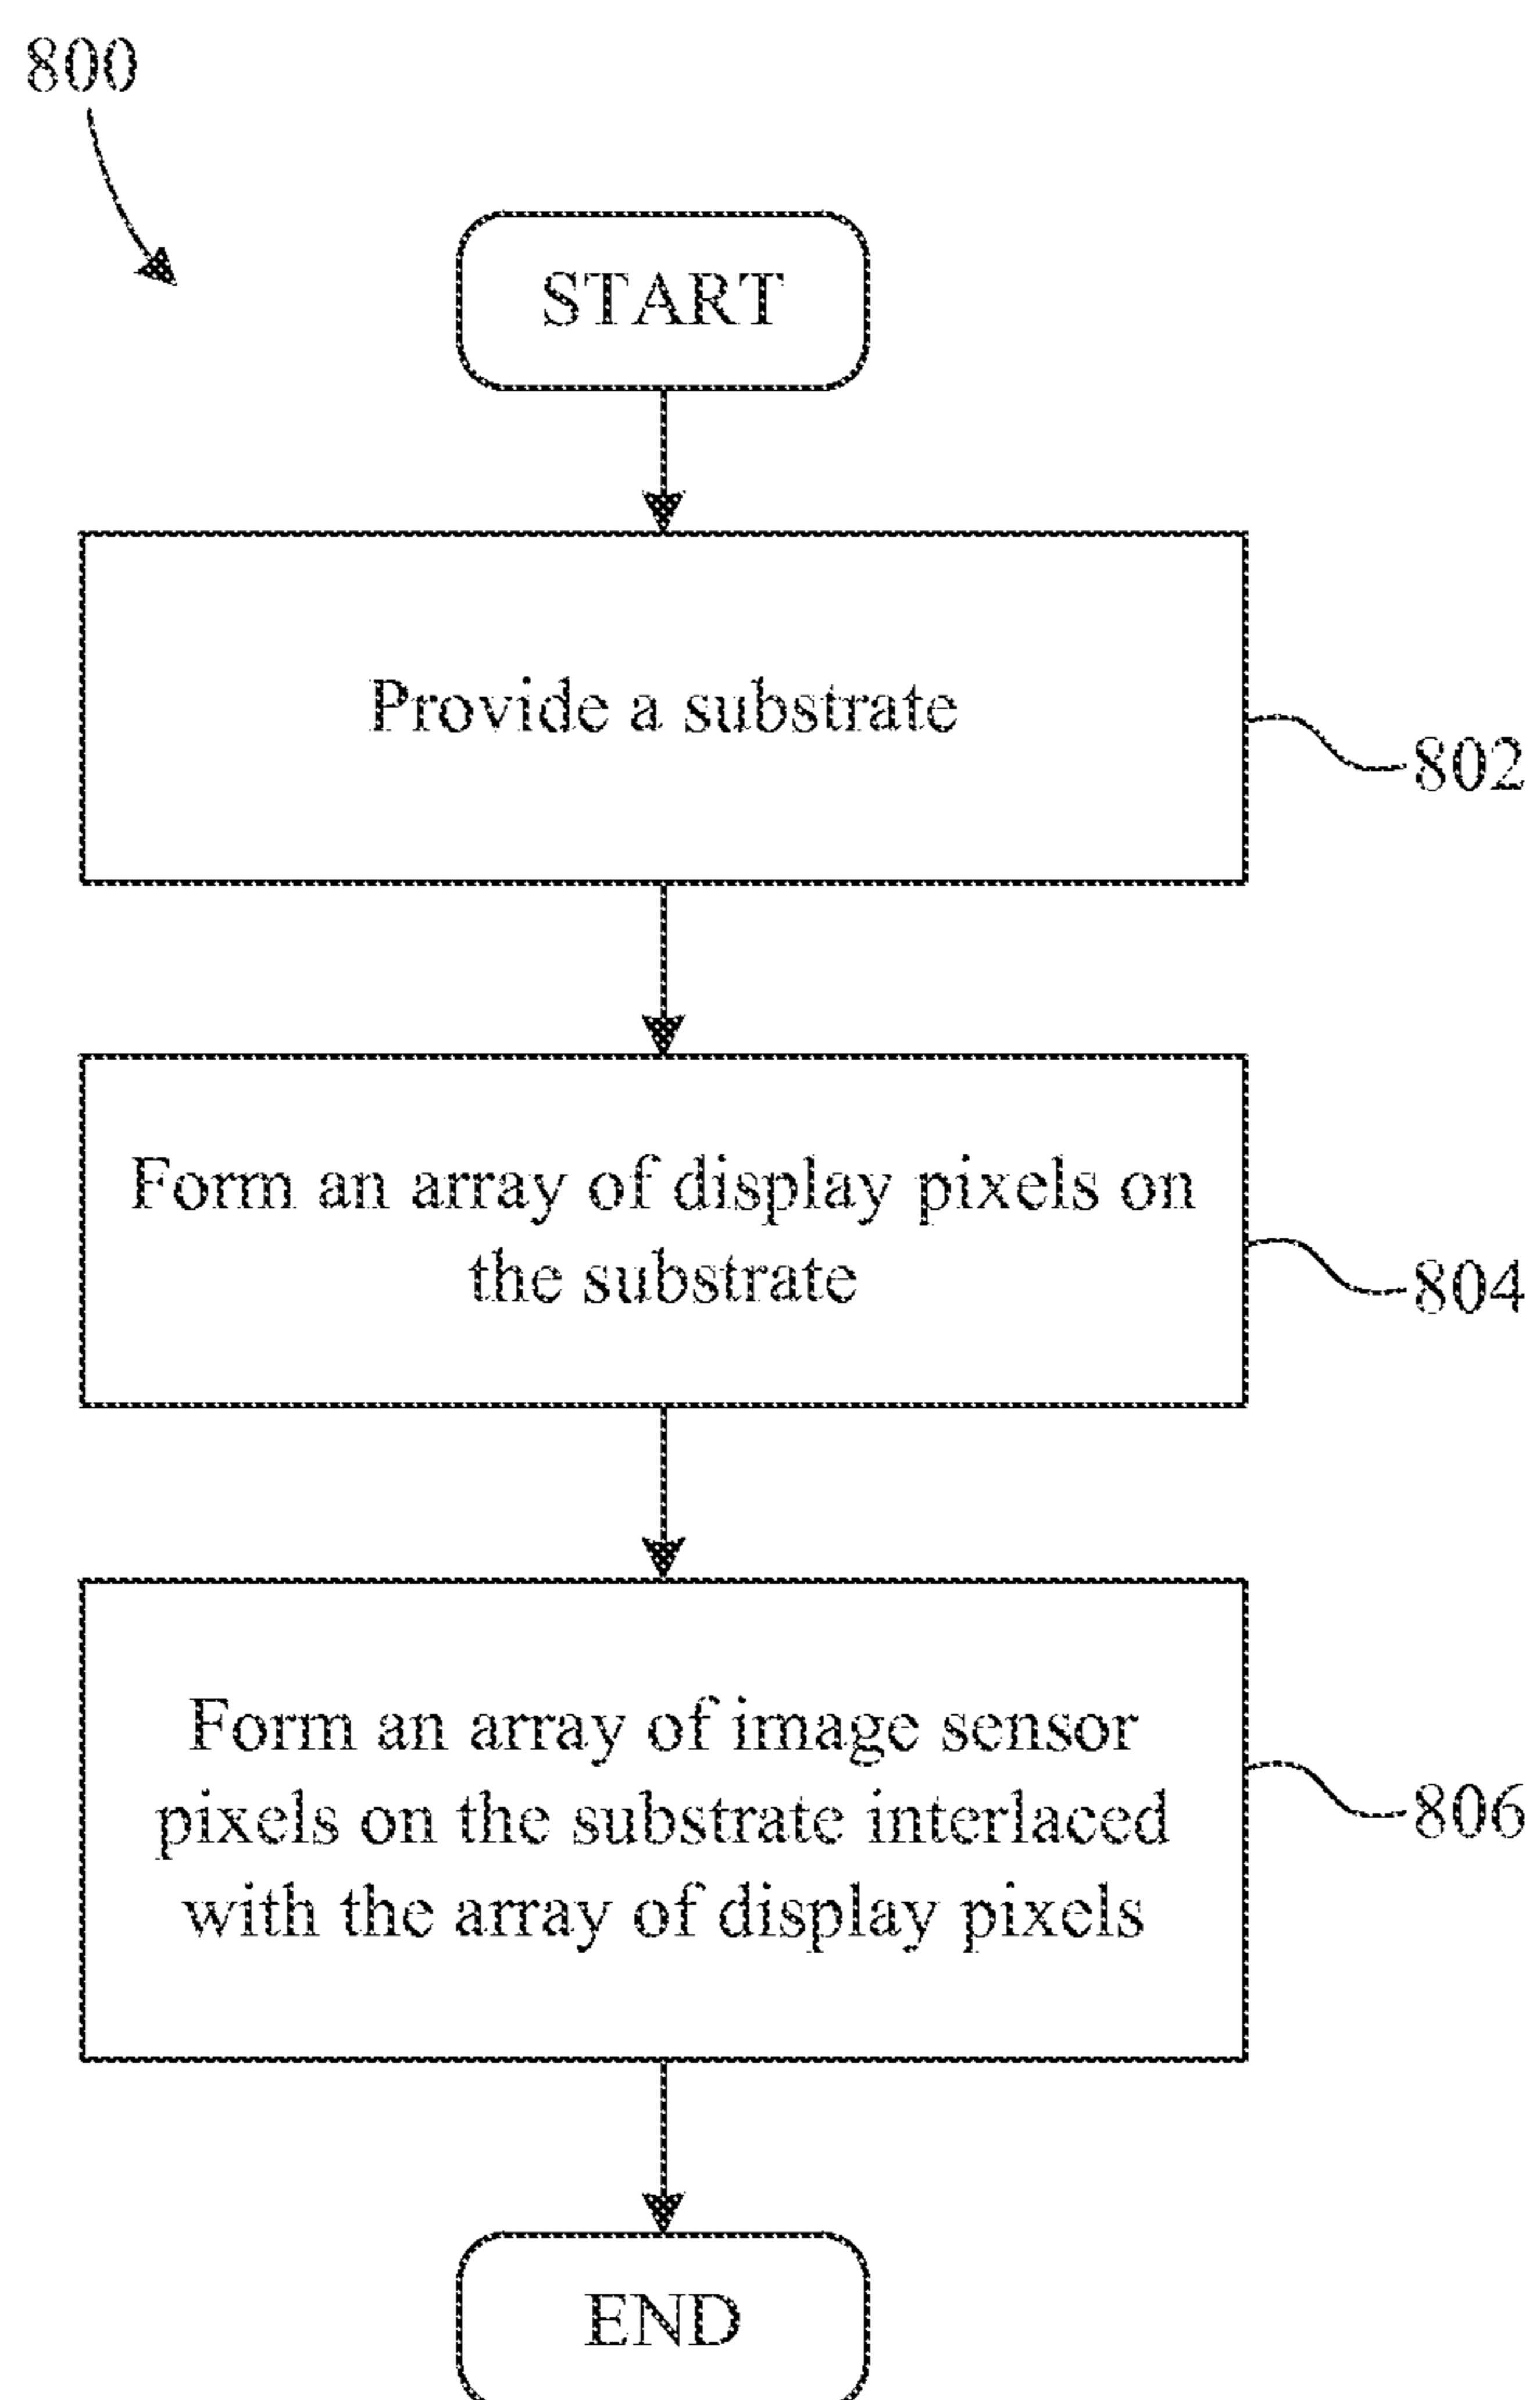 800
START
Provide a substrate
802
Form an array of display pixels on
the substrate
804
Form an array of image sensor
pixels on the substrate interlaced
with the array of display pixels
806
END